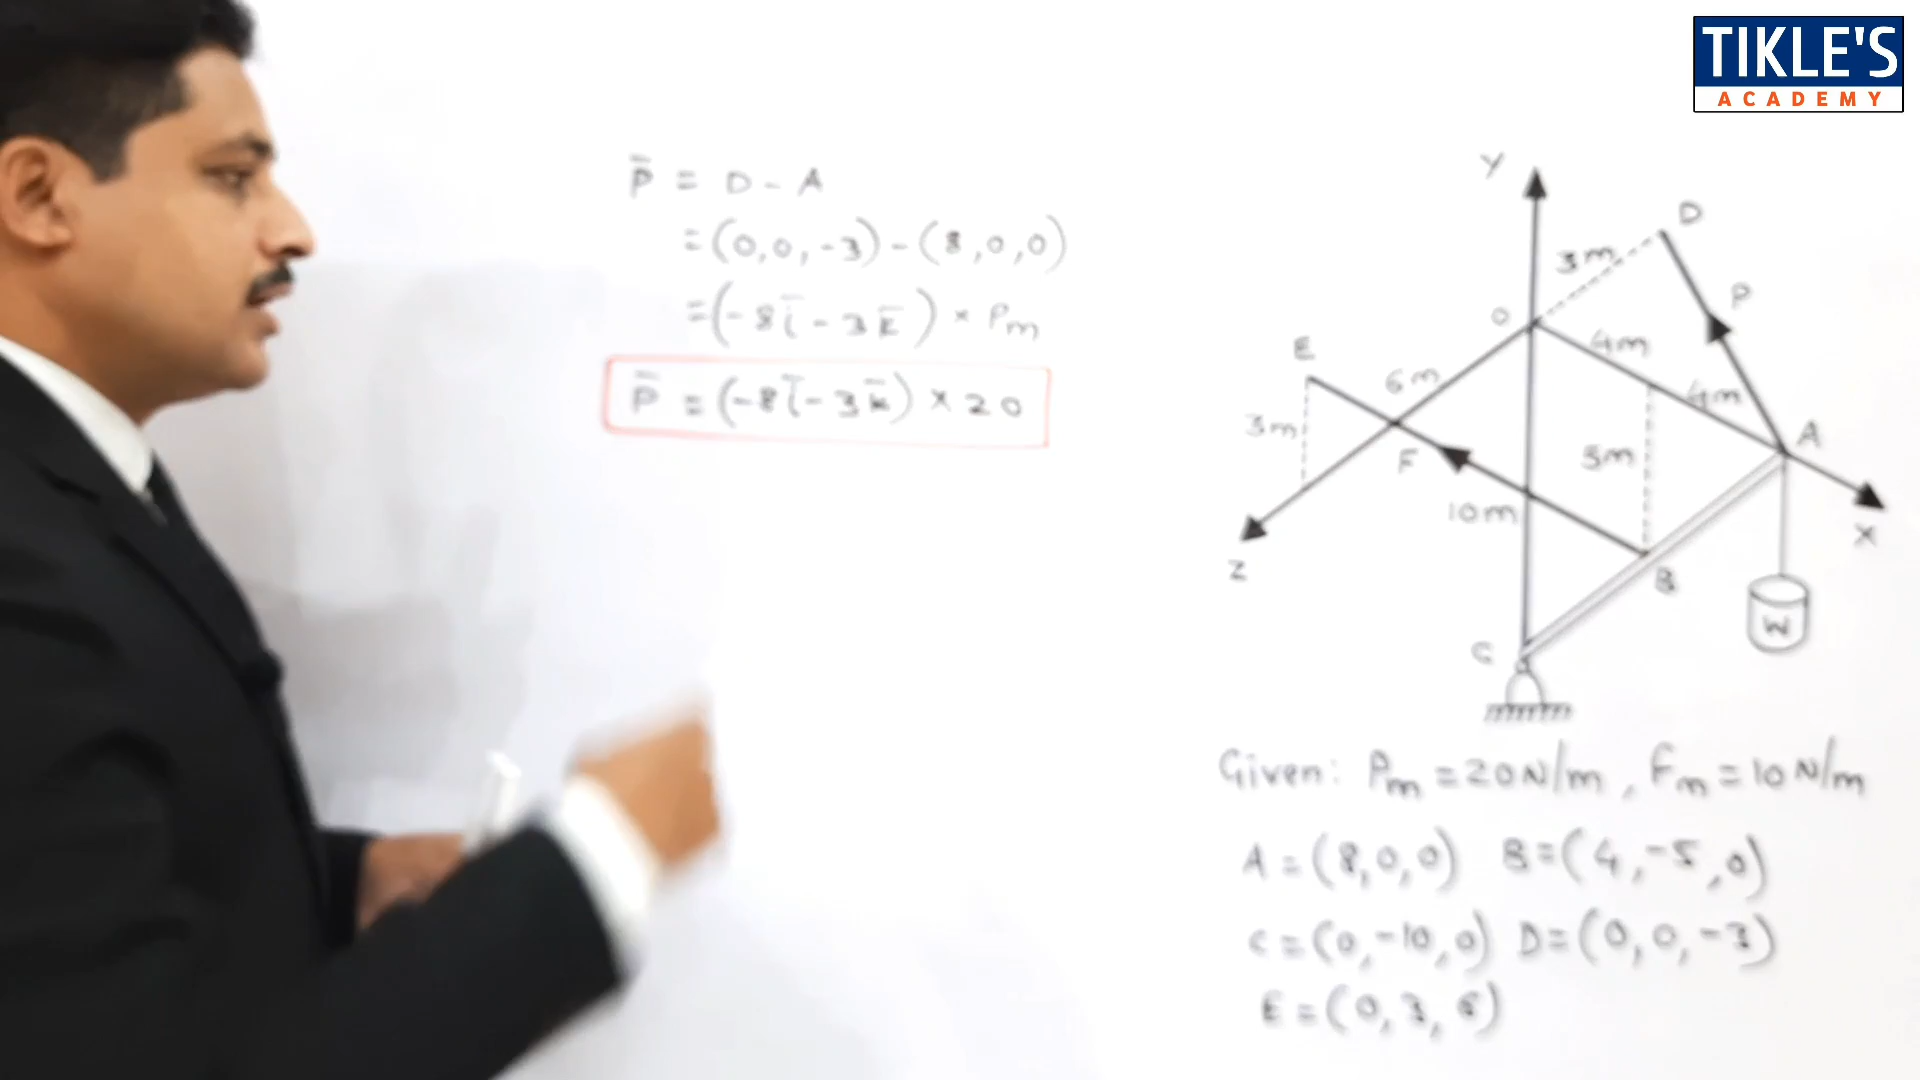 TIKLE'S
ACADEMY
P̄ = D - A
= (0,0,-3) - (8,0,0)
= (-8ī - 3k̄) × Pm
P̄ = (-8ī - 3k̄) × 20
Y
D
3m
P
O
4m
E
6m
4m
3m
A
F
5m
10m
X
Z
B
W
C
Given: Pm = 20 N/m, Fm = 10 N/m
A = (8,0,0) B = (4,-5,0)
C = (0,-10,0) D = (0,0,-3)
E = (0,3,6)